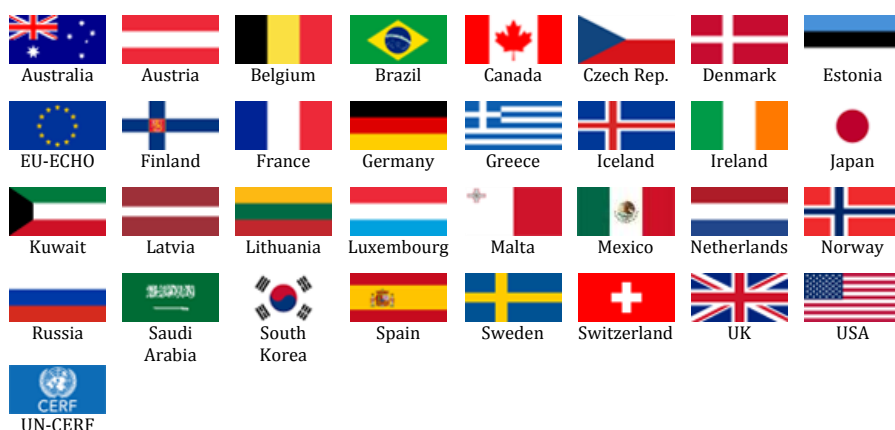 Australia Austria Belgium Brazil Canada Czech Rep. Denmark Estonia
EU-ECHO Finland France Germany Greece Iceland Ireland Japan
Kuwait Latvia Lithuania Luxembourg Malta Mexico Netherlands Norway
Russia Saudi South Spain Sweden Switzerland UK USA
Arabia Korea
CERF
UN-CERF